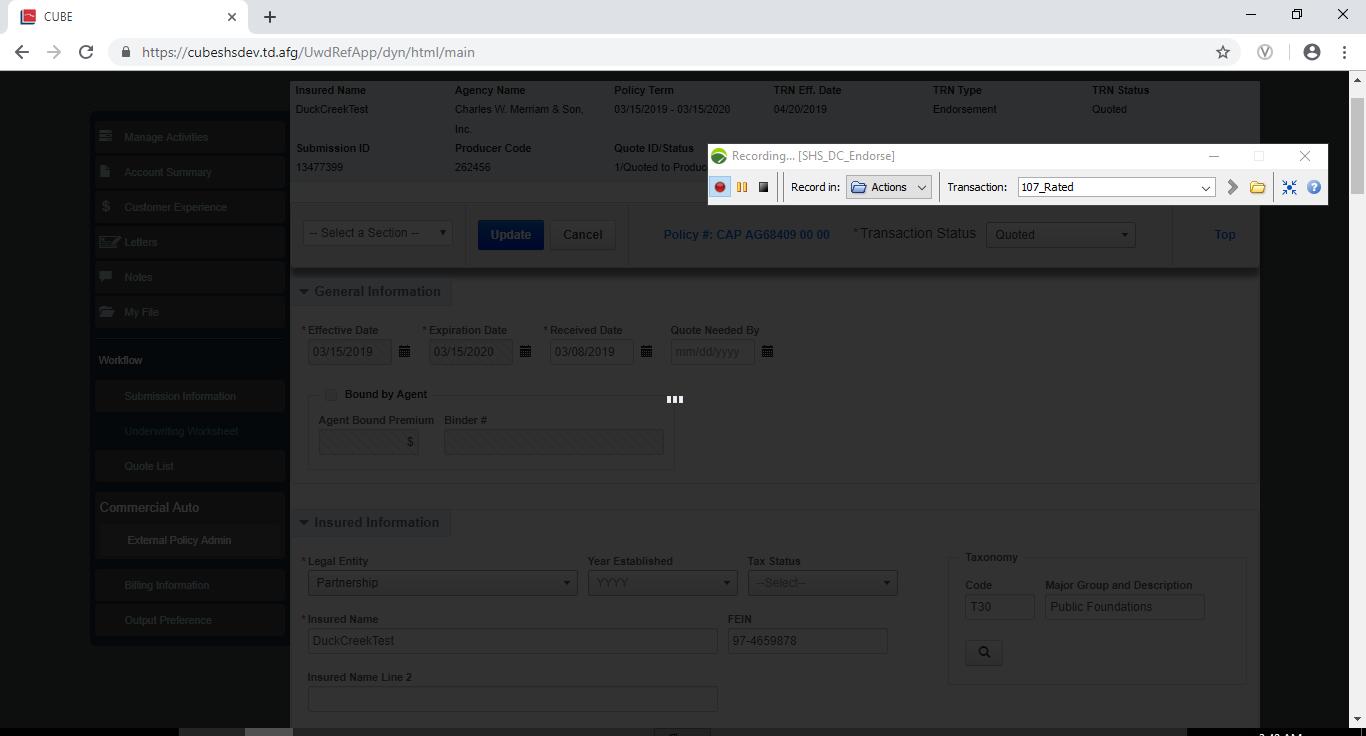 CUBE
https://cubeshsdev.td.afg/UwdRefApp/dyn/html/main
Insured Name Agency Name Policy Term TRN Eff. Date TRN Type TRN Status
DuckCreekTest Charles W. Merriam & Son, Inc. 03/15/2019 - 03/15/2020 04/20/2019 Endorsement Quoted
Submission ID Producer Code Quote ID/Status
13477399 262456 1/Quoted to Produc
Recording... [SHS_DC_Endorse]
Record in: Actions Transaction: 107_Rated
-- Select a Section -- Update Cancel Policy #: CAP AG68409 00 00 *Transaction Status Quoted Top
Manage Activities
Account Summary
$ Customer Experience
Letters
Notes
My File
Workflow
Submission Information
Underwriting Worksheet
Quote List
Commercial Auto
External Policy Admin
Billing Information
Output Preference
General Information
* Effective Date * Expiration Date * Received Date Quote Needed By
03/15/2019 03/15/2020 03/08/2019 mm/dd/yyyy
Bound by Agent
Agent Bound Premium Binder #
$
Insured Information
* Legal Entity Year Established Tax Status
Partnership YYYY --Select--
* Insured Name FEIN
DuckCreekTest 97-4659878
Insured Name Line 2
Taxonomy
Code Major Group and Description
T30 Public Foundations